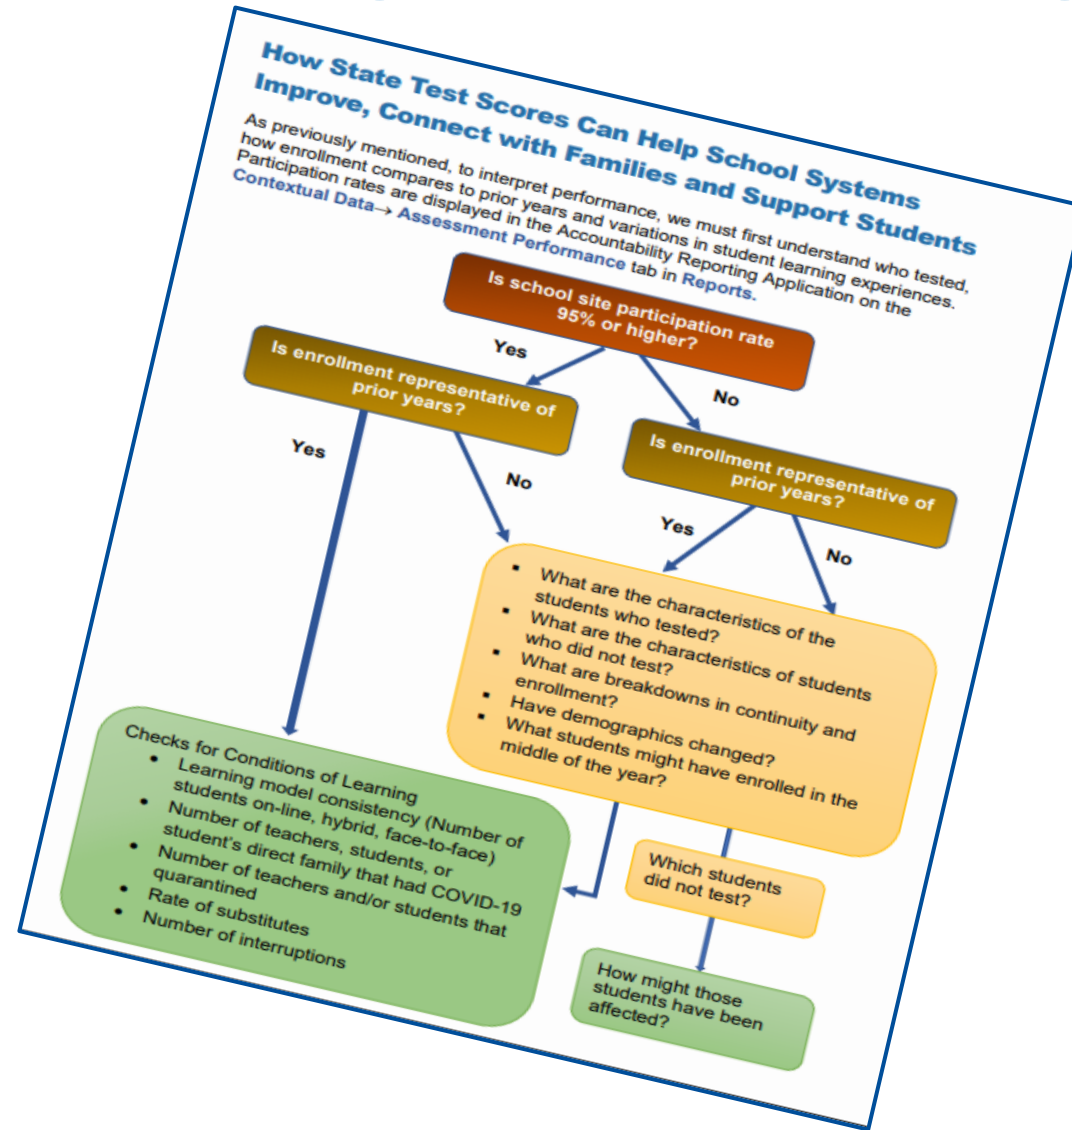 How State Test Scores Can Help School Systems
Improve, Connect with Families and Support Students
As previously mentioned, to interpret performance, we must first understand who tested,
how enrollment compares to prior years and variations in student learning experiences.
Participation rates are displayed in the Accountability Reporting Application on the
Contextual Data→ Assessment Performance tab in Reports.
Is school site participation rate
95% or higher?
Yes
No
Is enrollment representative of
prior years?
Is enrollment representative of
prior years?
Yes
No
Yes
No
▪ What are the characteristics of the
students who tested?
▪ What are the characteristics of students
who did not test?
▪ What are breakdowns in continuity and
enrollment?
▪ Have demographics changed?
▪ What students might have enrolled in the
middle of the year?
Checks for Conditions of Learning
• Learning model consistency (Number of
students on-line, hybrid, face-to-face)
• Number of teachers, students, or
student's direct family that had COVID-19
• Number of teachers and/or students that
quarantined
• Rate of substitutes
• Number of interruptions
Which students
did not test?
How might those
students have been
affected?